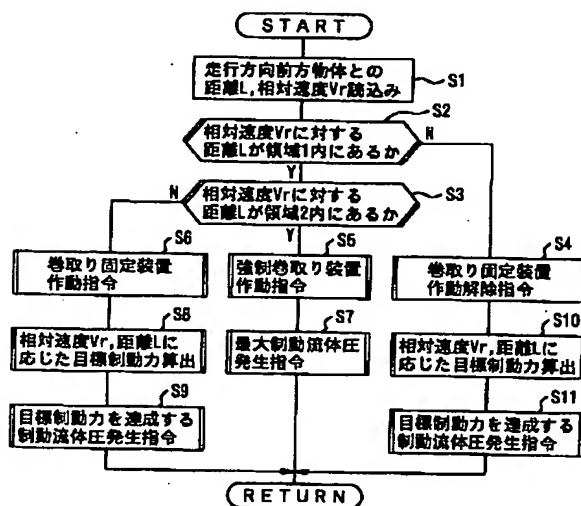 START
走行方向前方物体との
距離L,相対速度Vr読込み
S1
S2
相対速度Vrに対する
距離Lが領域1内にあるか
N
Y
S3
N
相対速度Vrに対する
距離Lが領域2内にあるか
Y
S6
巻取り固定装置
作動指令
S5
強制巻取り装置
作動指令
S4
巻取り固定装置
作動解除指令
S8
相対速度Vr,距離Lに
応じた目標制動力算出
S7
最大制動流体圧
発生指令
S10
相対速度Vr,距離Lに
応じた目標制動力算出
S9
目標制動力を達成する
制動流体圧発生指令
S11
目標制動力を達成する
制動流体圧発生指令
RETURN